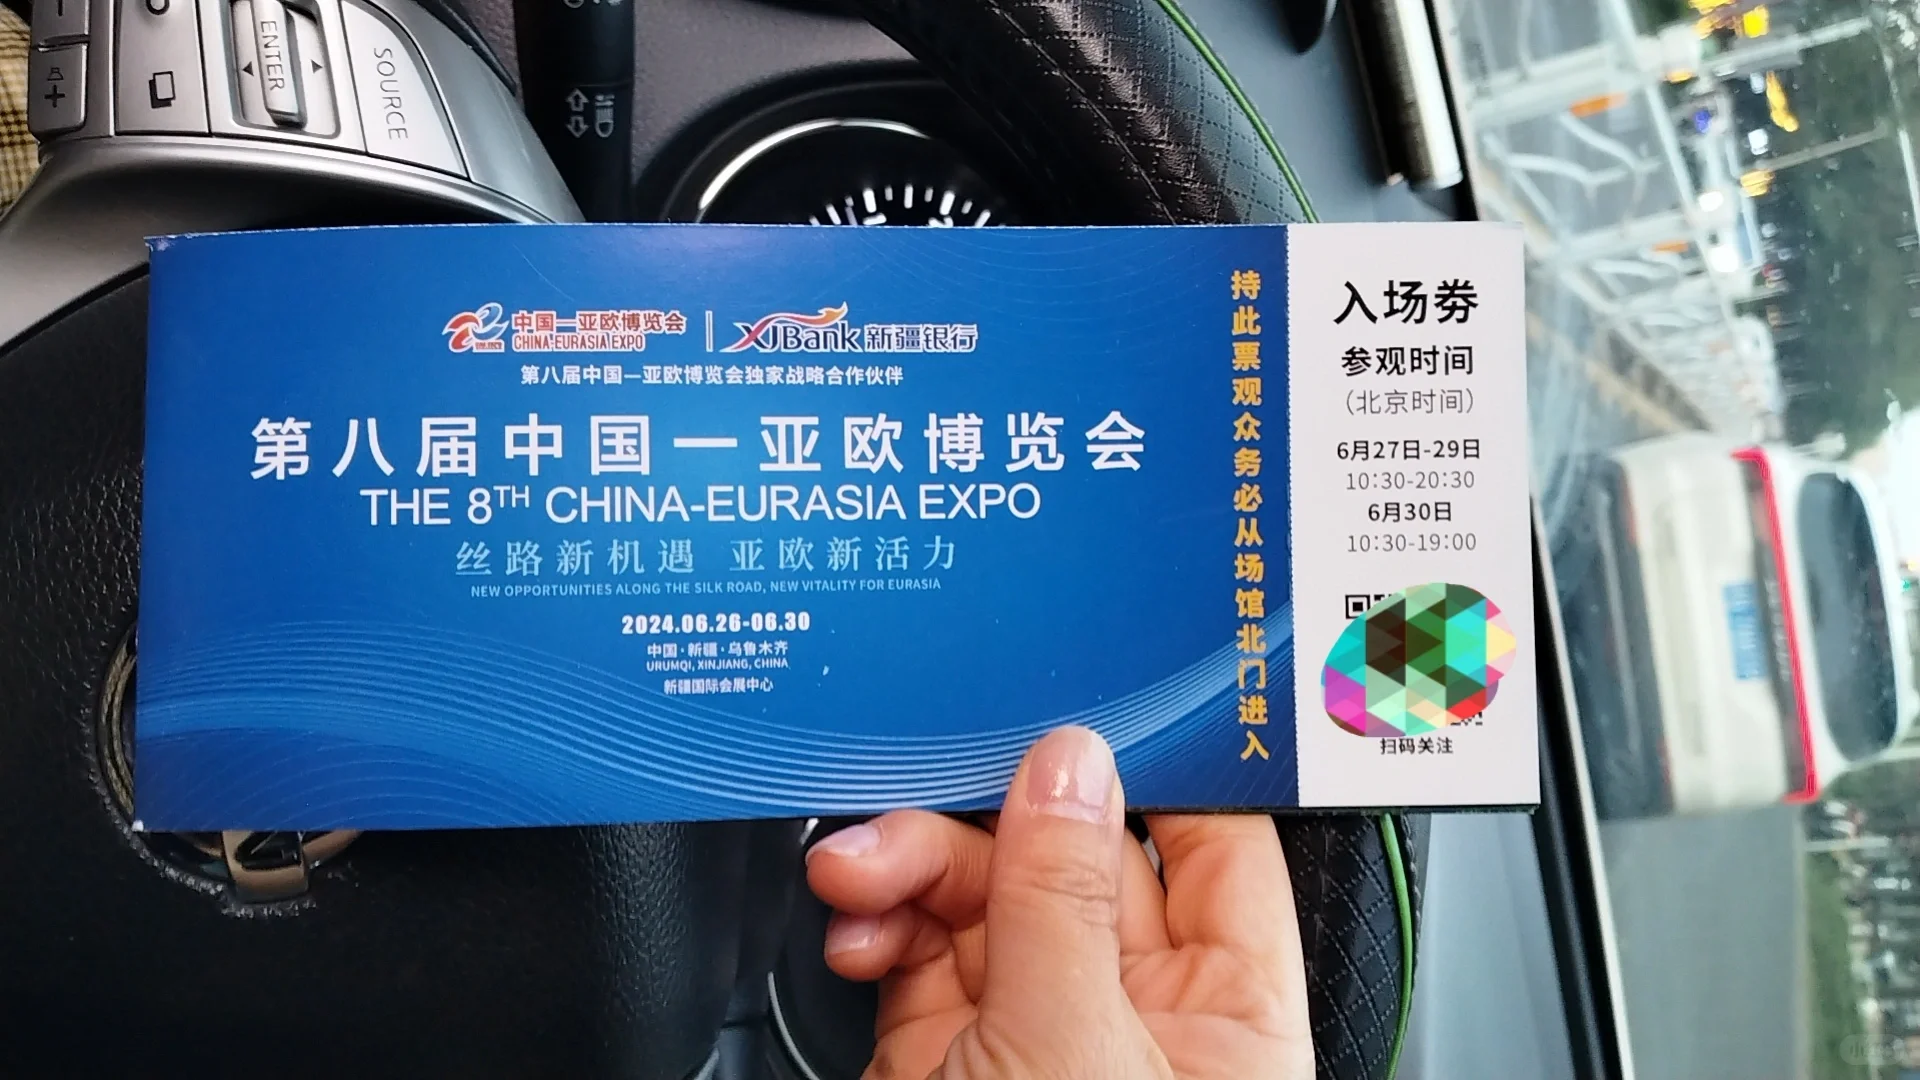 ENTER
SOURCE
中国—亚欧博览会
CHINA-EURASIA EXPO
XJBank 新疆银行
第八届中国—亚欧博览会独家战略合作伙伴
第八届中国—亚欧博览会
THE 8TH CHINA-EURASIA EXPO
丝路新机遇 亚欧新活力
NEW OPPORTUNITIES ALONG THE SILK ROAD, NEW VITALITY FOR EURASIA
2024.06.26-06.30
中国·新疆·乌鲁木齐
URUMQI, XINJIANG, CHINA
新疆国际会展中心
持此票观众务必从场馆北门进入
入场券
参观时间
（北京时间）
6月27日-29日
10:30-20:30
6月30日
10:30-19:00
扫码关注